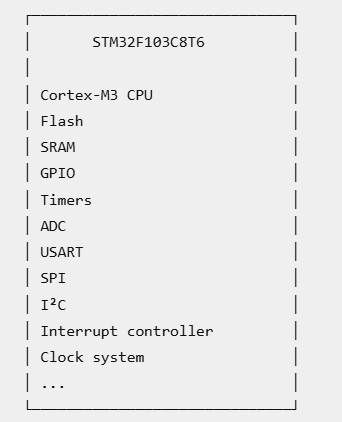 STM32F103C8T6
Cortex-M3 CPU
Flash
SRAM
GPIO
Timers
ADC
USART
SPI
I²C
Interrupt controller
Clock system
...